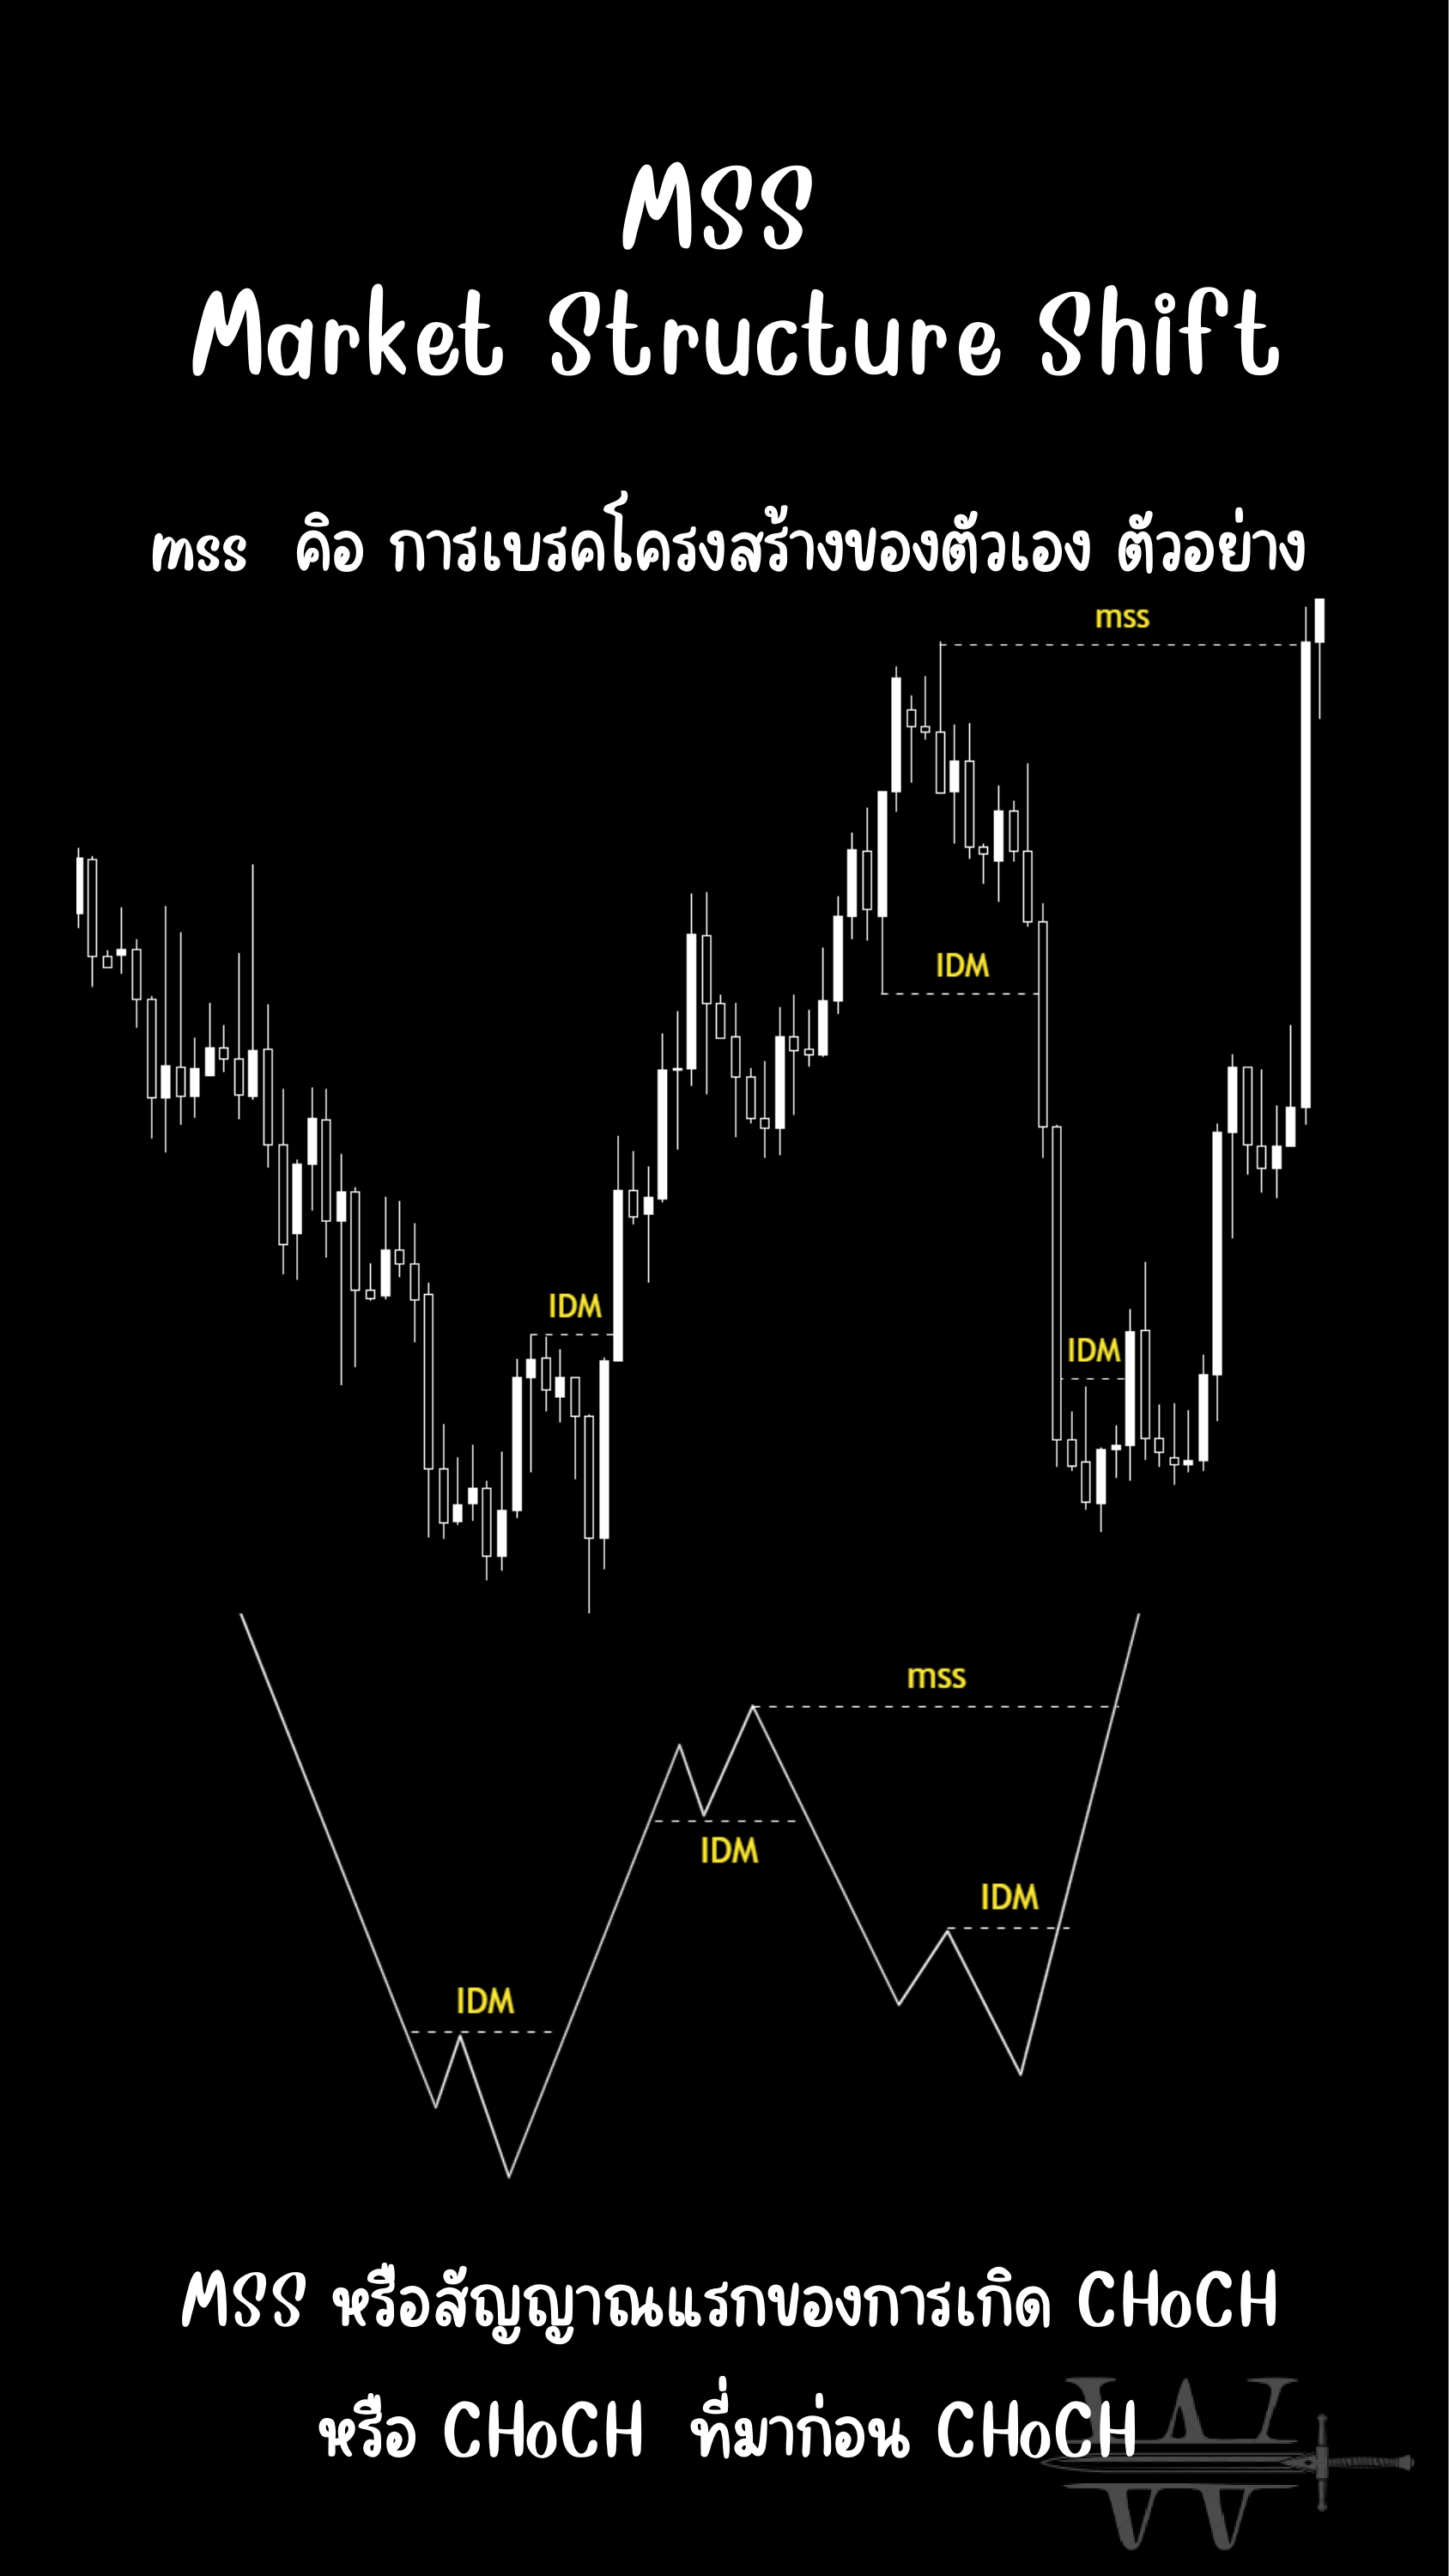 MSS
Market Structure Shift
mss คือ การเบรคโครงสร้างของตัวเอง ตัวอย่าง
mss
IDM
IDM
IDM
mss
IDM
IDM
IDM
MSS หรือสัญญาณแรกของการเกิด CHoCH
หรือ CHoCH ที่มาก่อน CHoCH
W